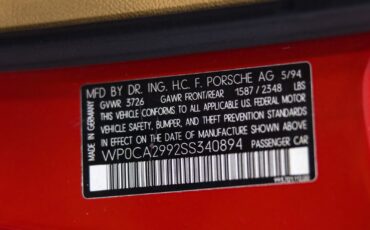 MFD BY DR. ING. H.C. F. PORSCHE AG 5/94
GVWR 3726 GAWR FRONT/REAR 1587/2348 LBS
THIS VEHICLE CONFORMS TO ALL APPLICABLE U.S. FEDERAL MOTOR
VEHICLE SAFETY, BUMPER, AND THEFT PREVENTION STANDARDS
IN EFFECT ON THE DATE OF MANUFACTURE SHOWN ABOVE.
WP0CA2992SS340894 PASSENGER CAR
MADE IN GERMANY